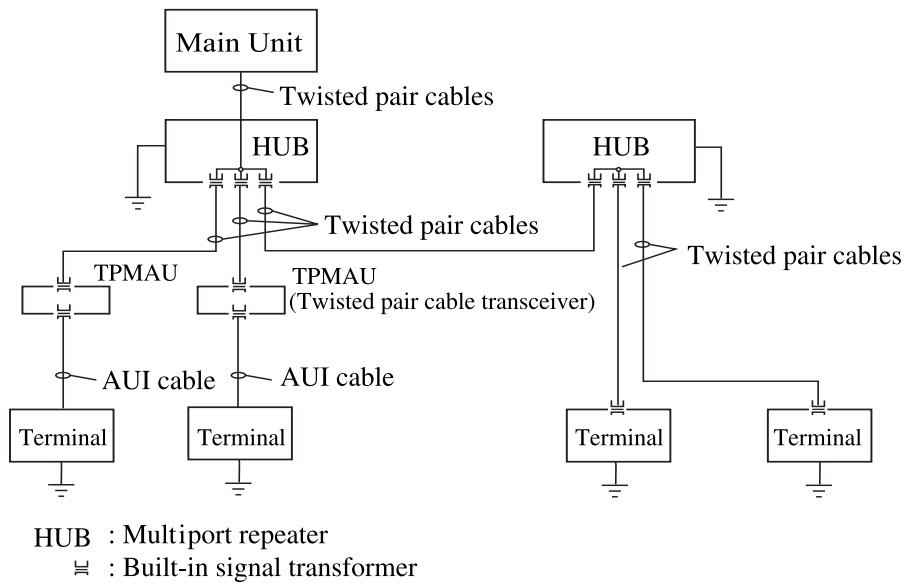 Main Unit
Twisted pair cables
HUB
HUB
Twisted pair cables
Twisted pair cables
TPMAU
TPMAU
(Twisted pair cable transceiver)
AUI cable
AUI cable
Terminal
Terminal
Terminal
Terminal
HUB : Multiport repeater
: Built-in signal transformer